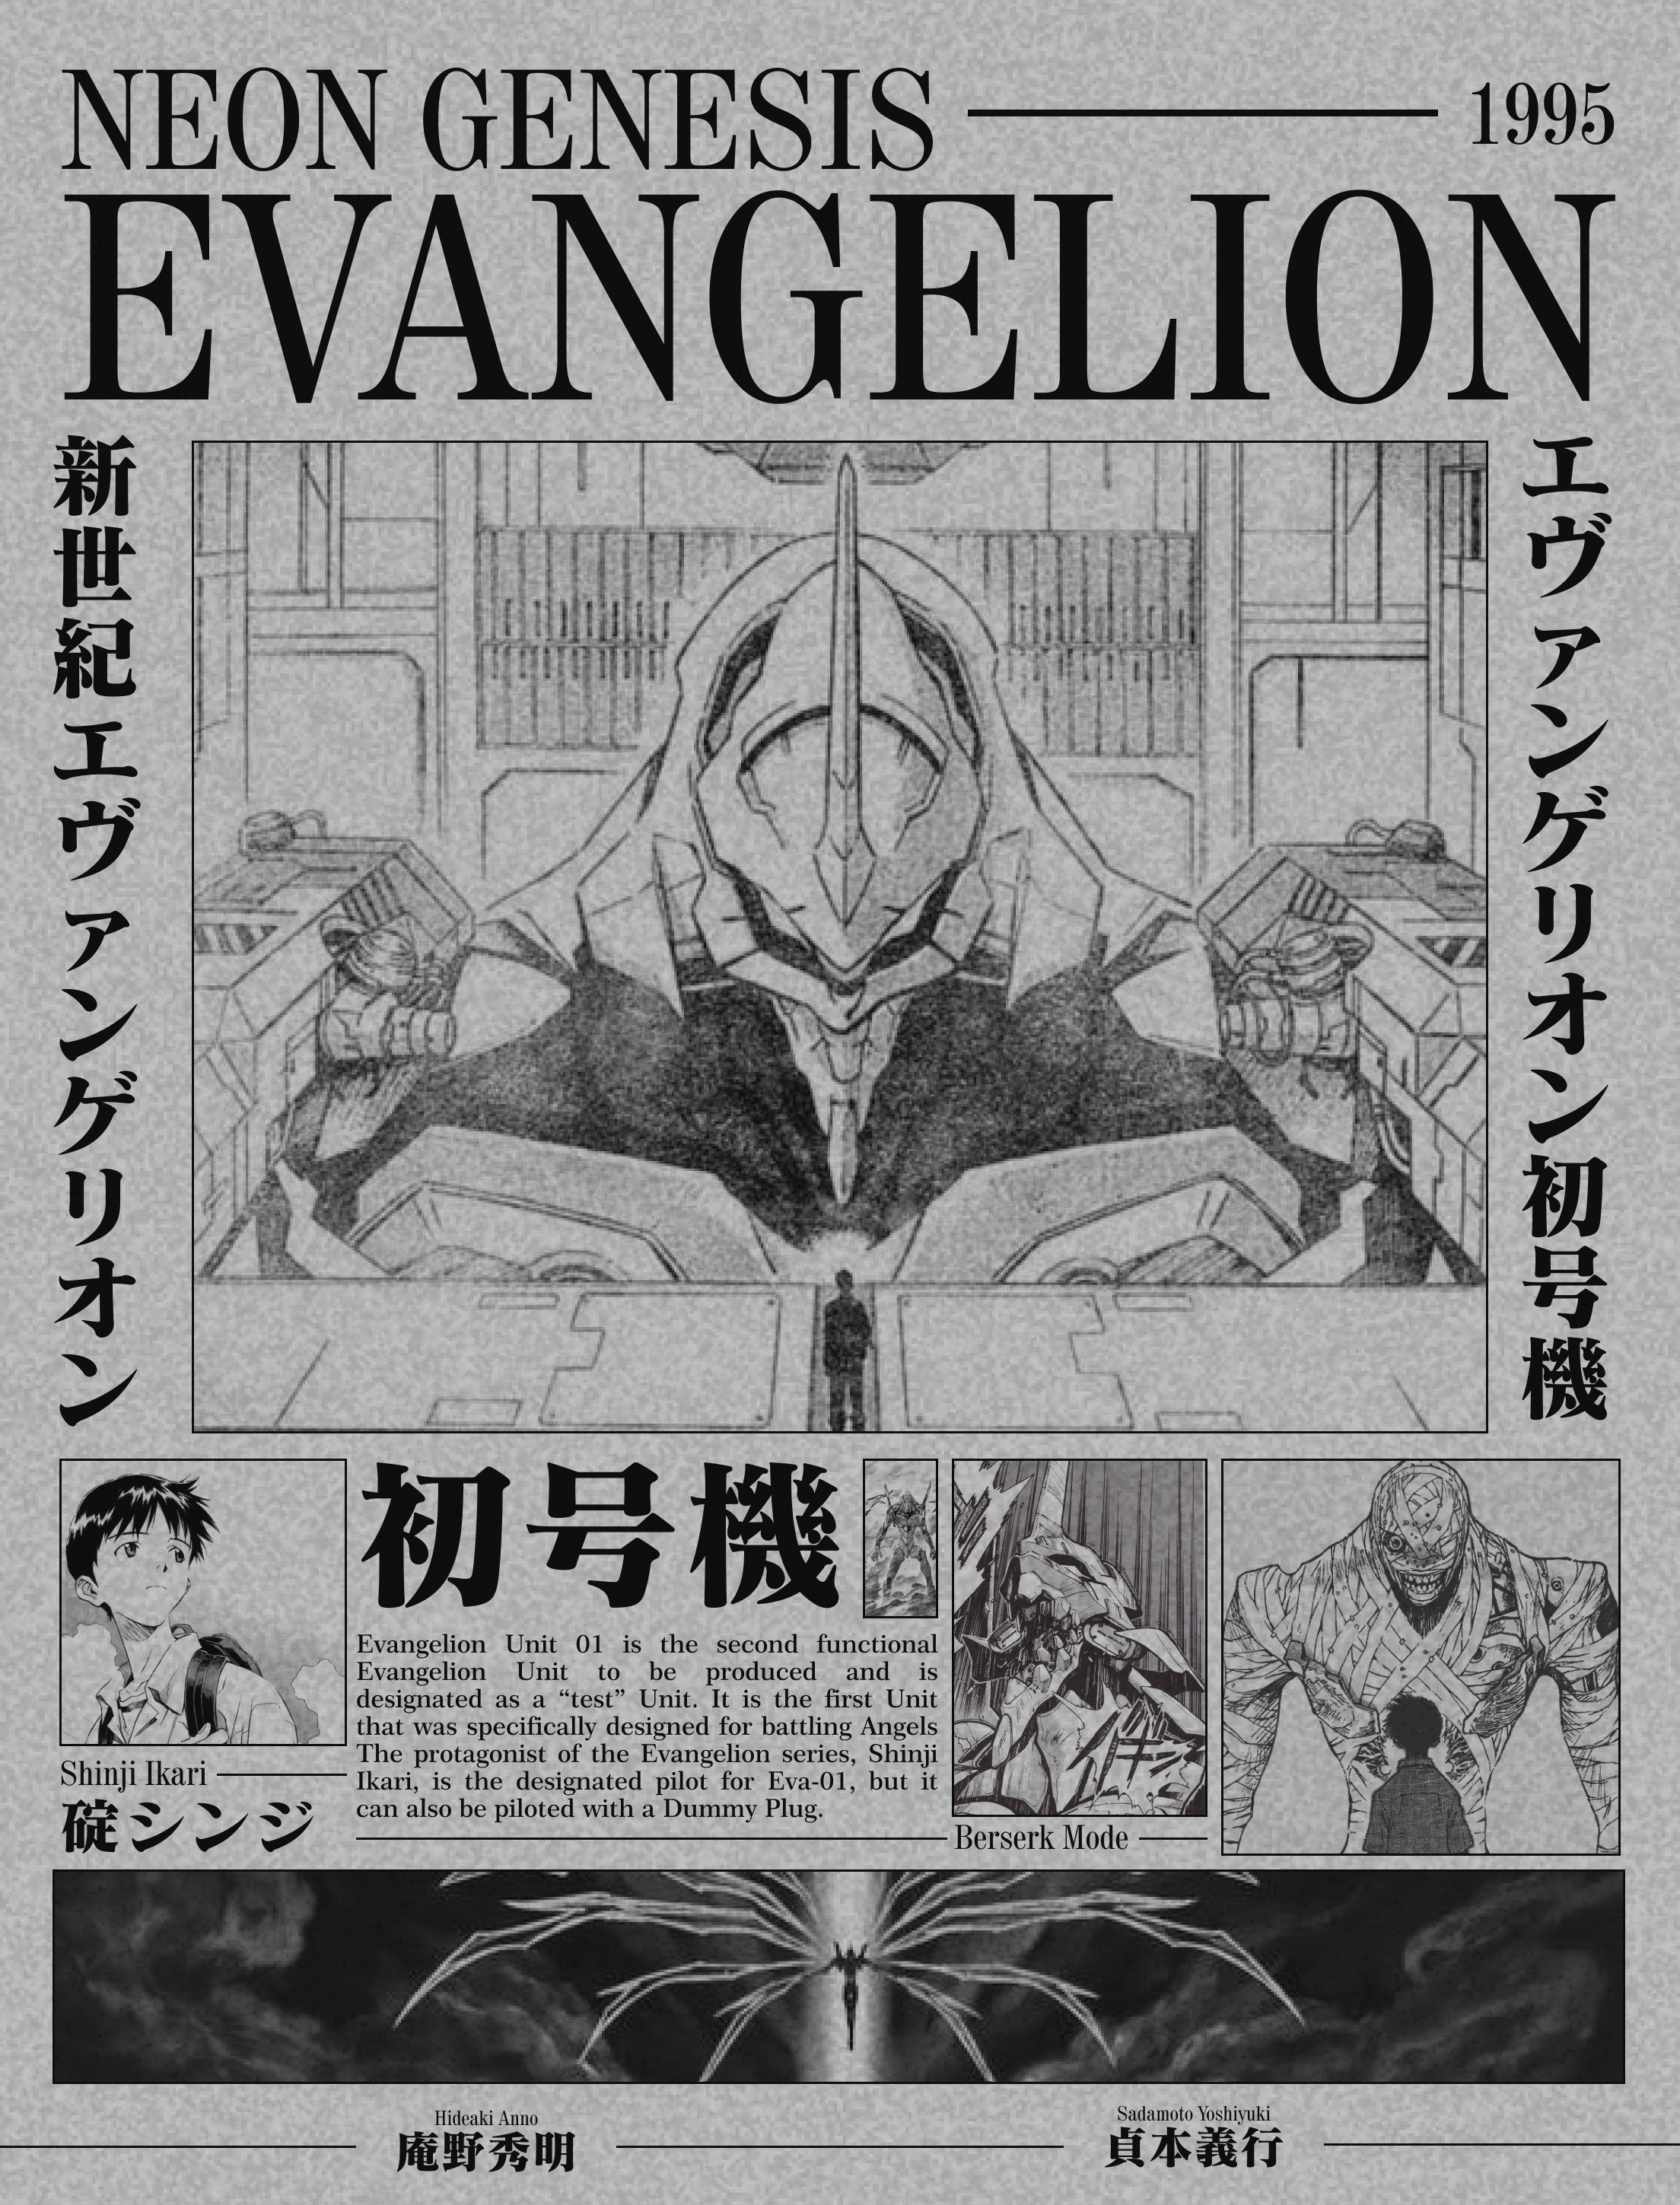 NEON GENESIS
1995
EVANGELION
新世紀エヴァンゲリオン
エヴァンゲリオン初号機
初号機
Evangelion Unit 01 is the second functional
Evangelion Unit to be produced and is
designated as a “test” Unit. It is the first Unit
that was specifically designed for battling Angels
The protagonist of the Evangelion series, Shinji
Ikari, is the designated pilot for Eva-01, but it
can also be piloted with a Dummy Plug.
Shinji Ikari
碇シンジ
Berserk Mode
Hideaki Anno
庵野秀明
Sadamoto Yoshiyuki
貞本義行